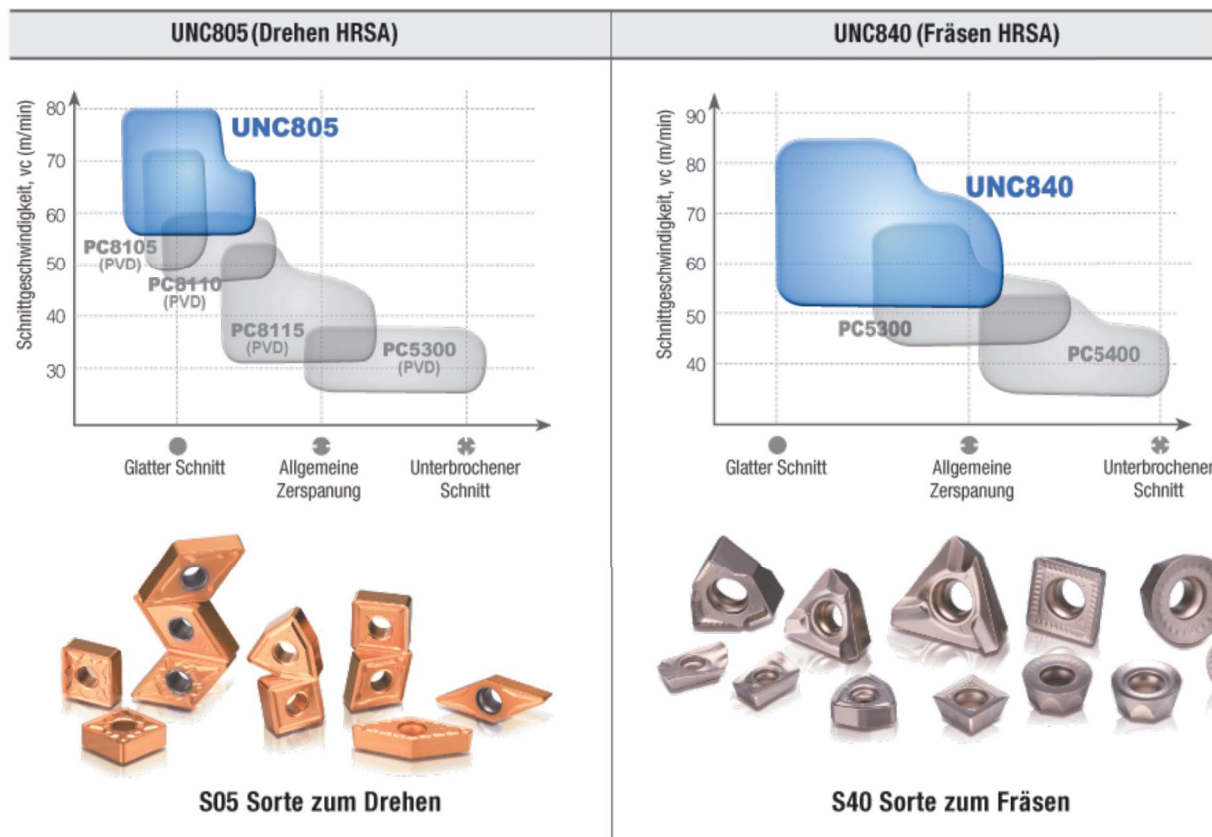 UNC805 (Drehen HRSA)
Schnittgeschwindigkeit, vc (m/min)
80
70
60
50
40
30
UNC805
PC8105
(PVD)
PC8110
(PVD)
PC8115
(PVD)
PC5300
(PVD)
Glatter Schnitt
Allgemeine
Zerspanung
Unterbrochener
Schnitt
S05 Sorte zum Drehen
UNC840 (Fräsen HRSA)
Schnittgeschwindigkeit, vc (m/min)
90
80
70
60
50
40
UNC840
PC5300
PC5400
Glatter Schnitt
Allgemeine
Zerspanung
Unterbrochener
Schnitt
S40 Sorte zum Fräsen